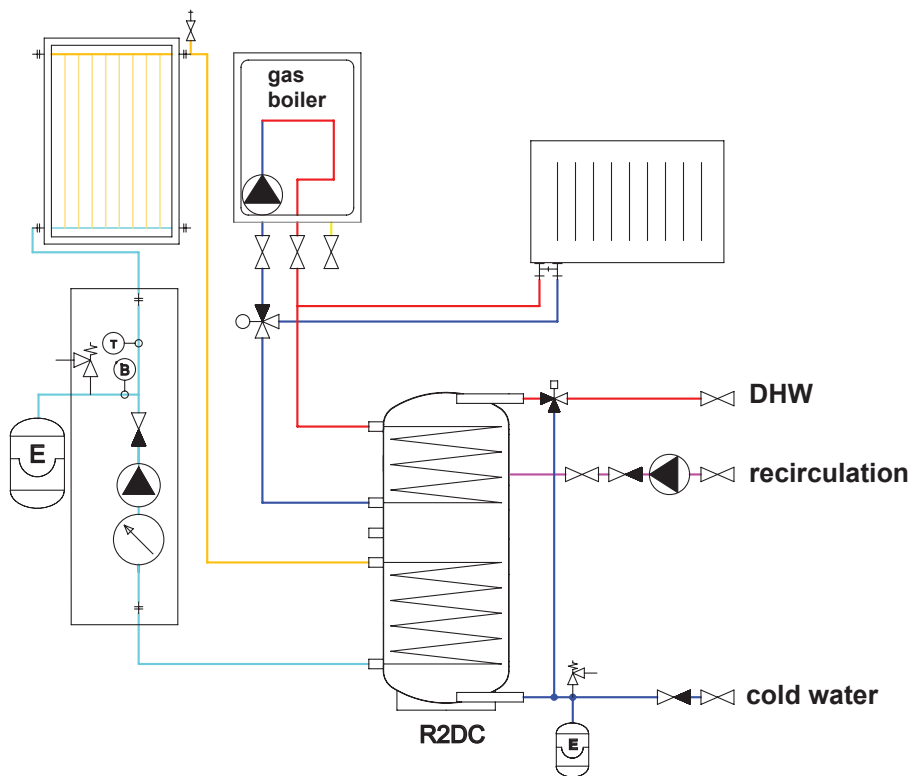 gas
boiler
T
B
E
DHW
recirculation
cold water
R2DC
E